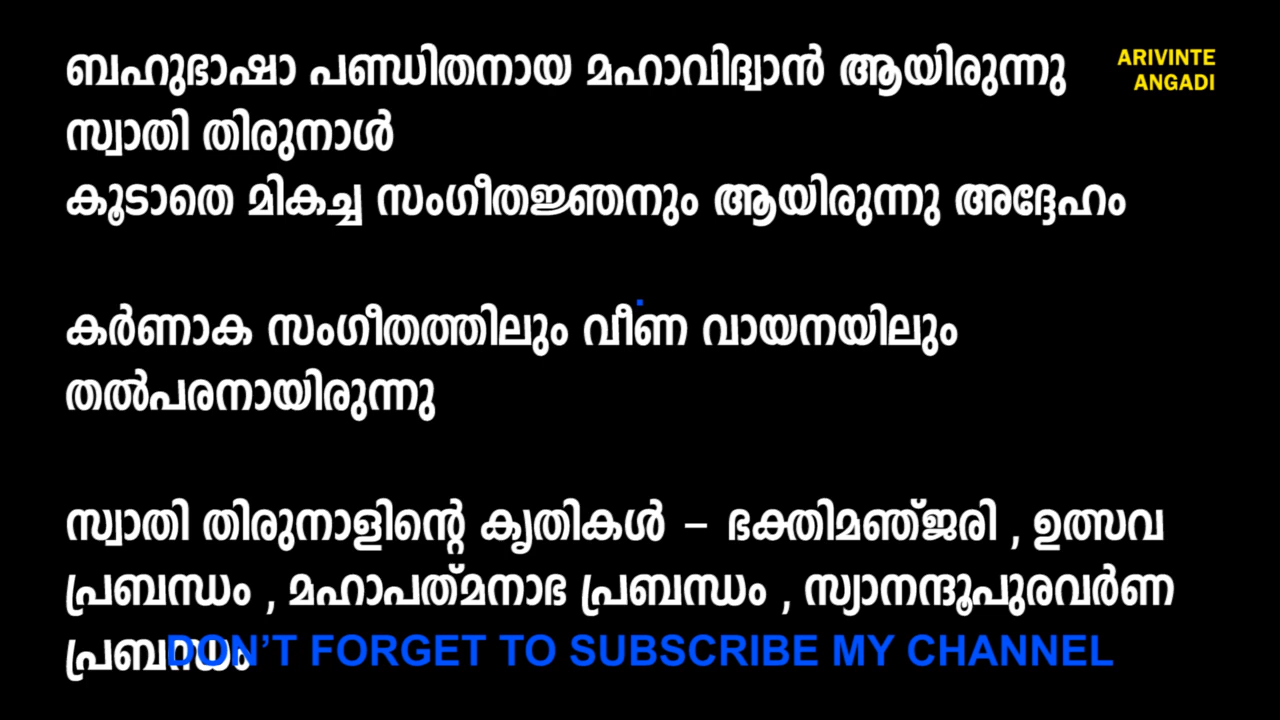 ബഹുഭാഷാ പണ്ഡിതനായ മഹാവിദ്വാൻ ആയിരുന്നു
ARIVINTE
ANGADI
സ്വാതി തിരുനാൾ
കൂടാതെ മികച്ച സംഗീതജ്ഞനും ആയിരുന്നു അദ്ദേഹം
കർണാക സംഗീതത്തിലും വീണ വായനയിലും
തൽപരനായിരുന്നു
സ്വാതി തിരുനാളിന്റെ കൃതികൾ – ഭക്തിമഞ്ജരി , ഉത്സവ
പ്രബന്ധം , മഹാപത്മനാഭ പ്രബന്ധം , സ്യാനന്ദൂപുരവർണ
പ്രബന്ധം
DON’T FORGET TO SUBSCRIBE MY CHANNEL